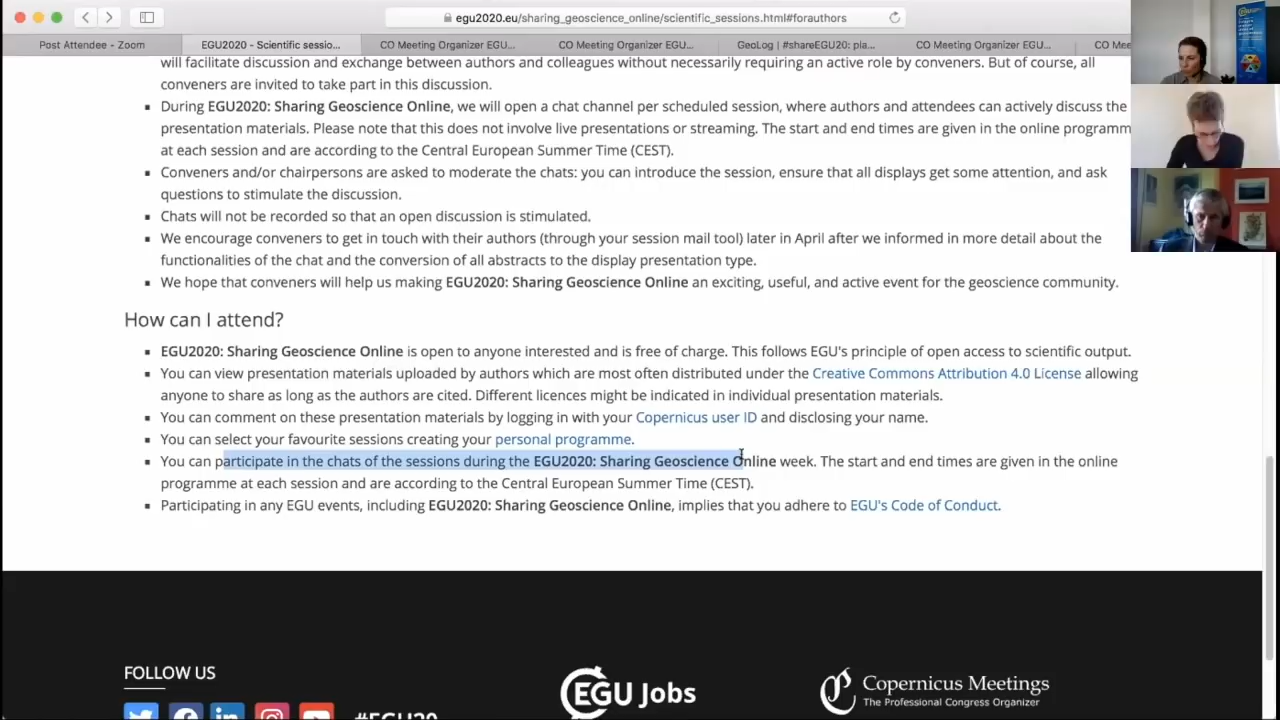 egu2020.eu/sharing_geoscience_online/scientific_sessions.html#forauthors
Post Attendee - Zoom
EGU2020 - Scientific sessio...
CO Meeting Organizer EGU...
CO Meeting Organizer EGU...
GeoLog | #shareEGU20: pla...
CO Meeting Organizer EGU...
CO Mee
will facilitate discussion and exchange between authors and colleagues without necessarily requiring an active role by conveners. But of course, all
conveners are invited to take part in this discussion.
During EGU2020: Sharing Geoscience Online, we will open a chat channel per scheduled session, where authors and attendees can actively discuss the
presentation materials. Please note that this does not involve live presentations or streaming. The start and end times are given in the online programm
at each session and are according to the Central European Summer Time (CEST).
Conveners and/or chairpersons are asked to moderate the chats: you can introduce the session, ensure that all displays get some attention, and ask
questions to stimulate the discussion.
Chats will not be recorded so that an open discussion is stimulated.
We encourage conveners to get in touch with their authors (through your session mail tool) later in April after we informed in more detail about the
functionalities of the chat and the conversion of all abstracts to the display presentation type.
We hope that conveners will help us making EGU2020: Sharing Geoscience Online an exciting, useful, and active event for the geoscience community.
How can I attend?
EGU2020: Sharing Geoscience Online is open to anyone interested and is free of charge. This follows EGU's principle of open access to scientific output.
You can view presentation materials uploaded by authors which are most often distributed under the Creative Commons Attribution 4.0 License allowing
anyone to share as long as the authors are cited. Different licences might be indicated in individual presentation materials.
You can comment on these presentation materials by logging in with your Copernicus user ID and disclosing your name.
You can select your favourite sessions creating your personal programme.
You can participate in the chats of the sessions during the EGU2020: Sharing Geoscience Online week. The start and end times are given in the online
programme at each session and are according to the Central European Summer Time (CEST).
Participating in any EGU events, including EGU2020: Sharing Geoscience Online, implies that you adhere to EGU's Code of Conduct.
FOLLOW US
#EGU20
EGU Jobs
Copernicus Meetings
The Professional Congress Organizer